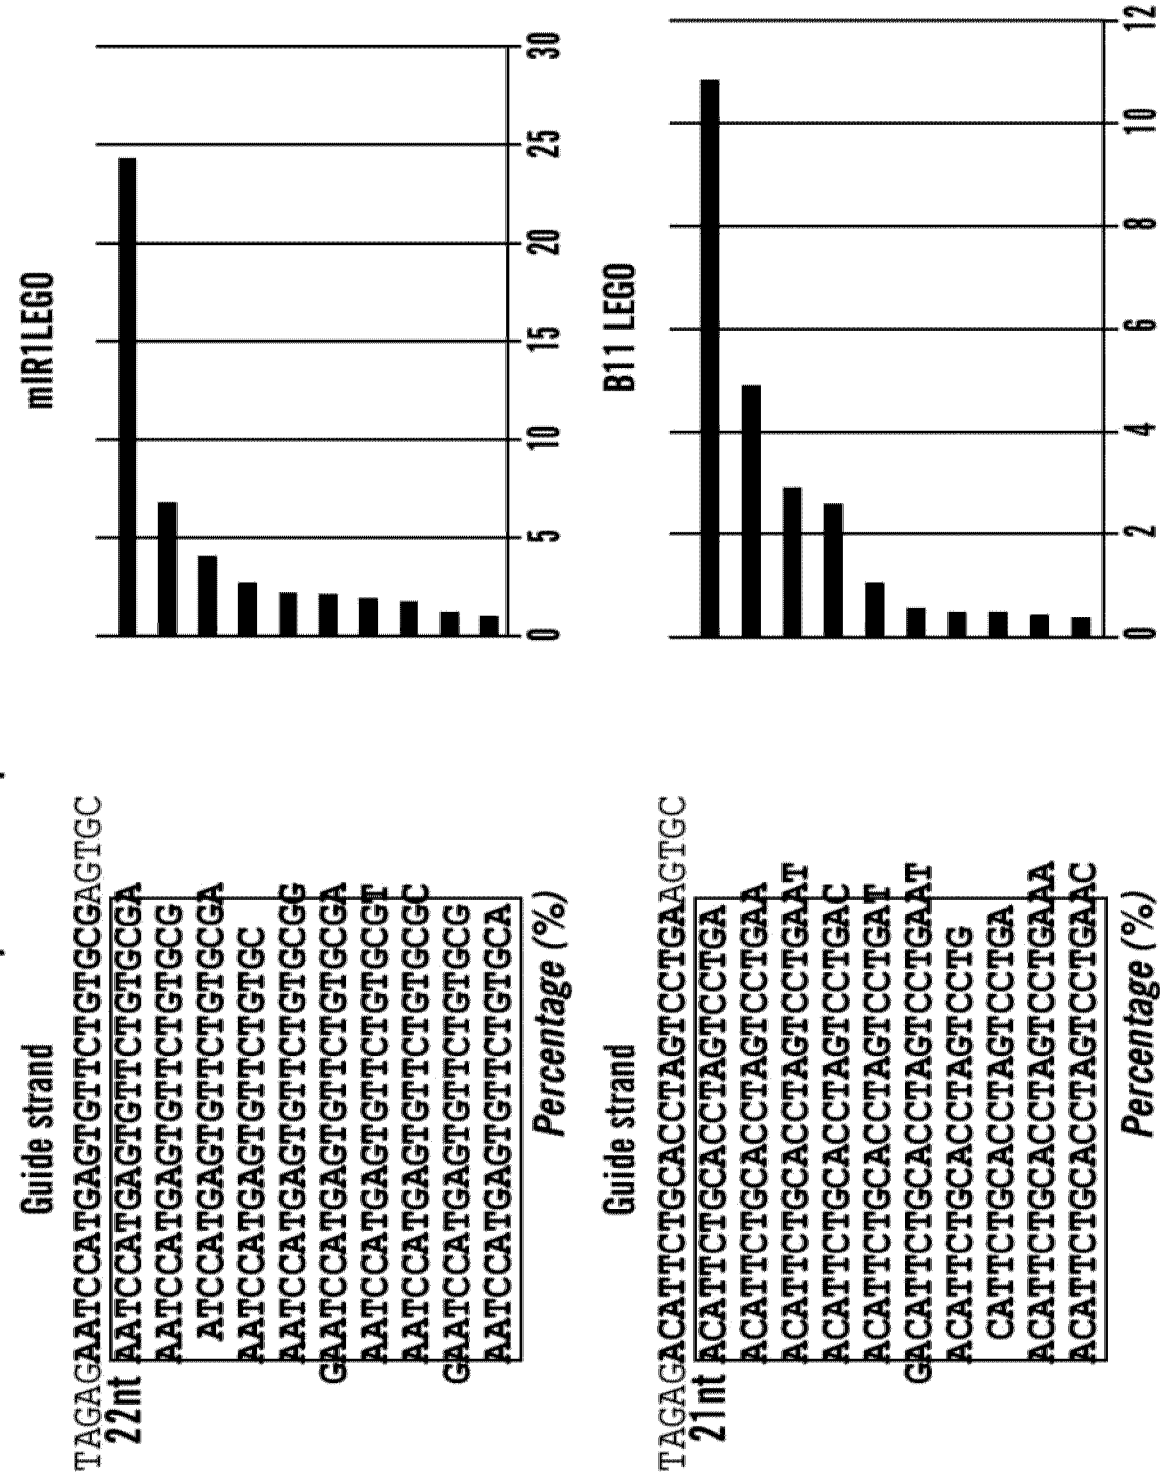 Guide strand
mIR1LEGO
TAGAGAATCCATGAGTGTTCTGTGCGAGTGC
22nt AATCCATGAGTGTTCTGTGCGA
AATCCATGAGTGTTCTGTGCG
ATCCATGAGTGTTCTGTGCGA
AATCCATGAGTGTTCTGTGC
AATCCATGAGTGTTCTGTGCGG
GAATCCATGAGTGTTCTGTGCGA
AATCCATGAGTGTTCTGTGCGT
AATCCATGAGTGTTCTGTGCGC
GAATCCATGAGTGTTCTGTGCG
AATCCATGAGTGTTCTGTGCA
Percentage (%)
0 5 10 15 20 25 30
Guide strand
B11 LEGO
TAGAGACATTCTGCACCTAGTCCTGAAGTGC
21nt ACATTCTGCACCTAGTCCTGA
ACATTCTGCACCTAGTCCTGAA
ACATTCTGCACCTAGTCCTGAAT
ACATTCTGCACCTAGTCCTGAC
ACATTCTGCACCTAGTCCTGAT
GACATTCTGCACCTAGTCCTGAAT
ACATTCTGCACCTAGTCCTG
CATTCTGCACCTAGTCCTGA
ACATTCTGCACCTAGTCCTGAAA
ACATTCTGCACCTAGTCCTGAAC
Percentage (%)
0 2 4 6 8 10 12